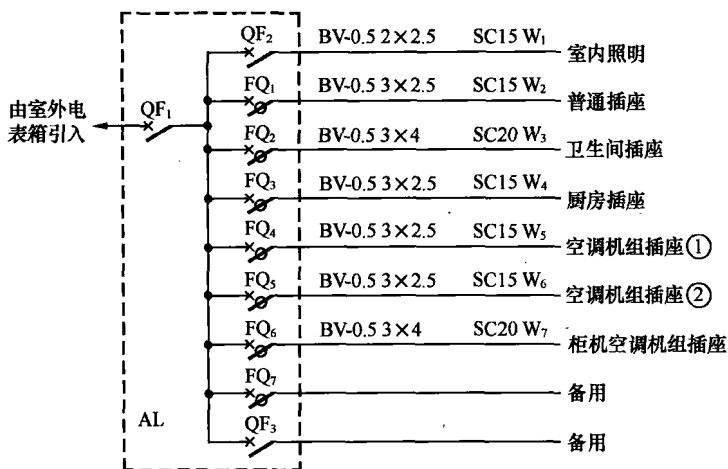 QF₂ BV-0.5 2×2.5 SC15 W₁ 室内照明
FQ₁ BV-0.5 3×2.5 SC15 W₂ 普通插座
由室外电
表箱引入
QF₁
FQ₂ BV-0.5 3×4 SC20 W₃ 卫生间插座
FQ₃ BV-0.5 3×2.5 SC15 W₄ 厨房插座
FQ₄ BV-0.5 3×2.5 SC15 W₅ 空调机组插座①
FQ₅ BV-0.5 3×2.5 SC15 W₆ 空调机组插座②
FQ₆ BV-0.5 3×4 SC20 W₇ 柜机空调机组插座
FQ₇ 备用
AL
QF₃ 备用